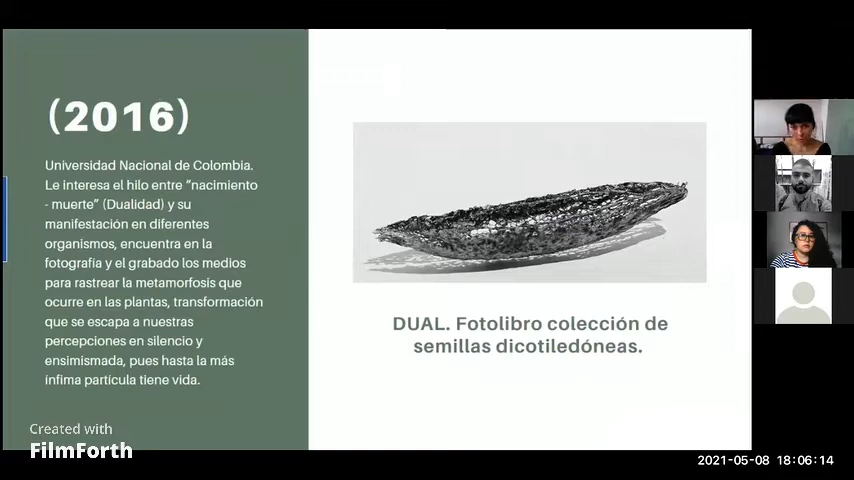 (2016)
Universidad Nacional de Colombia.
Le interesa el hilo entre “nacimiento
- muerte” (Dualidad) y su
manifestación en diferentes
organismos, encuentra en la
fotografía y el grabado los medios
para rastrear la metamorfosis que
ocurre en las plantas, transformación
que se escapa a nuestras
percepciones en silencio y
ensimismada, pues hasta la más
ínfima partícula tiene vida.
DUAL. Fotolibro colección de
semillas dicotiledóneas.
Created with
FilmForth
2021-05-08 18:06:14